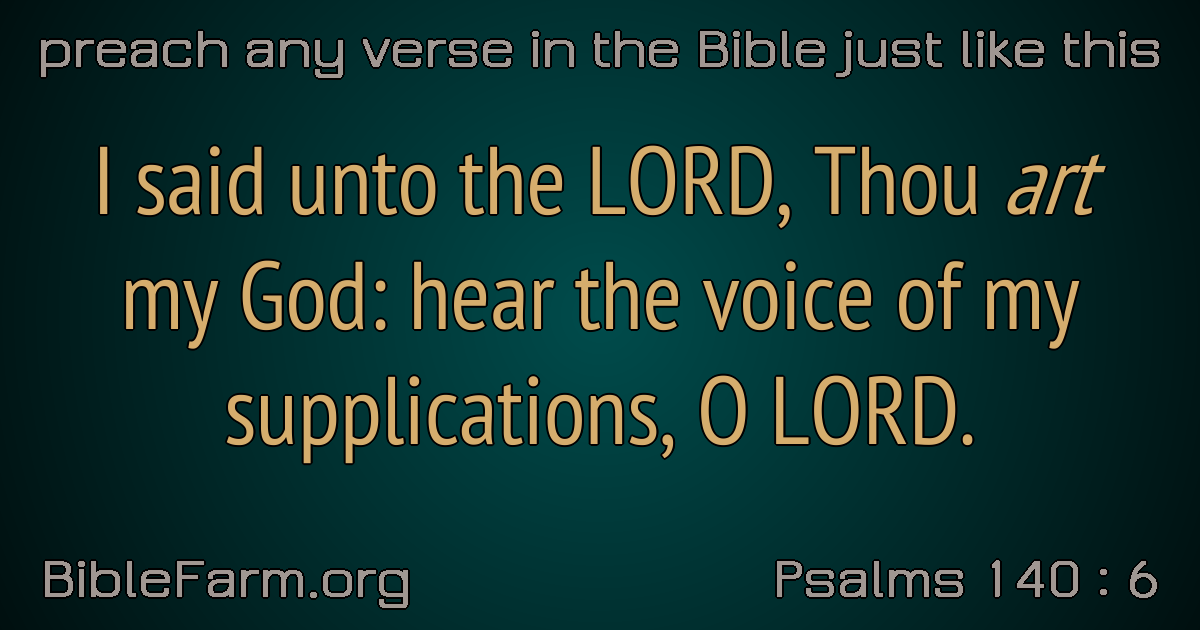 preach any verse in the Bible just like this
I said unto the LORD, Thou art
my God: hear the voice of my
supplications, O LORD.
BibleFarm.org
Psalms 140 : 6